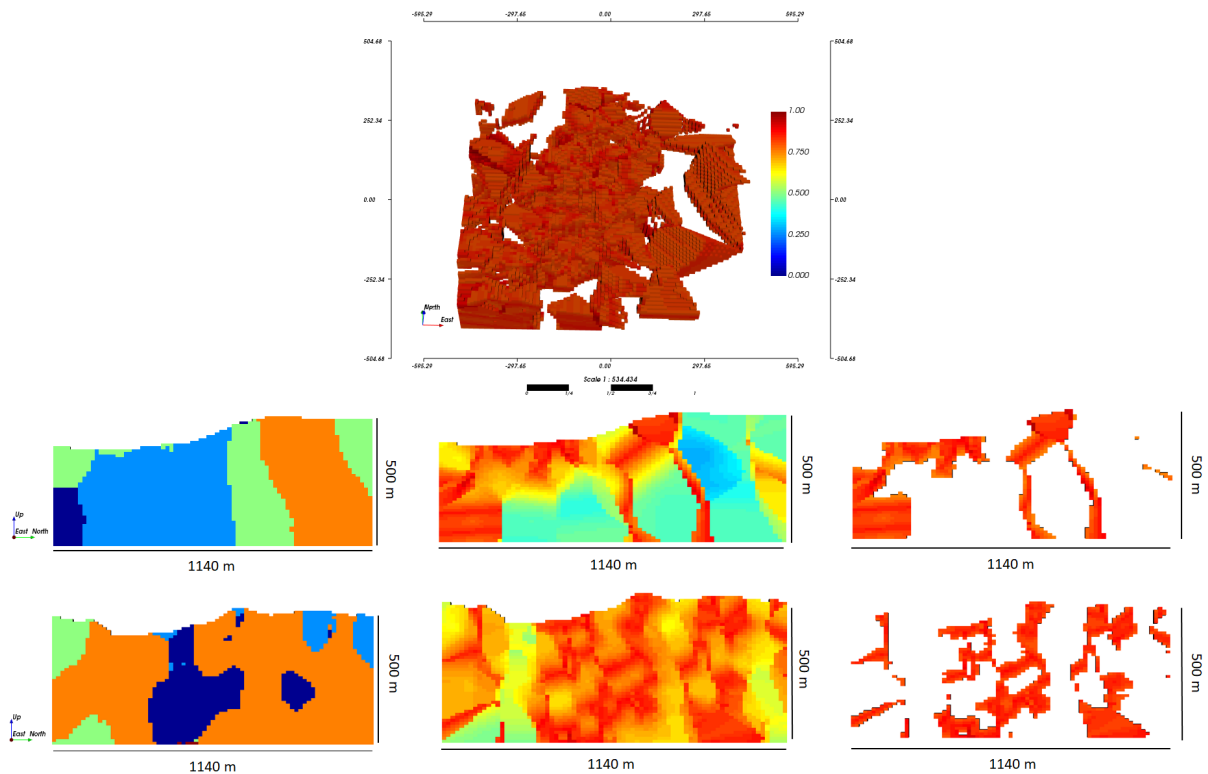 -595.29 -297.65 0.00 297.65 595.29
504.68 504.68
1.00
252.34 252.34
0.750
0.500
0.00 0.00
0.250
0.000
-252.34 -252.34
North
East
-504.68 -504.68
-595.29 -297.65 0.00 297.65 595.29
Scale 1 : 534.434
0 1/4 1/2 3/4 1
500 m 500 m 500 m
Up
East North
1140 m 1140 m 1140 m
500 m 500 m 500 m
Up
East North
1140 m 1140 m 1140 m